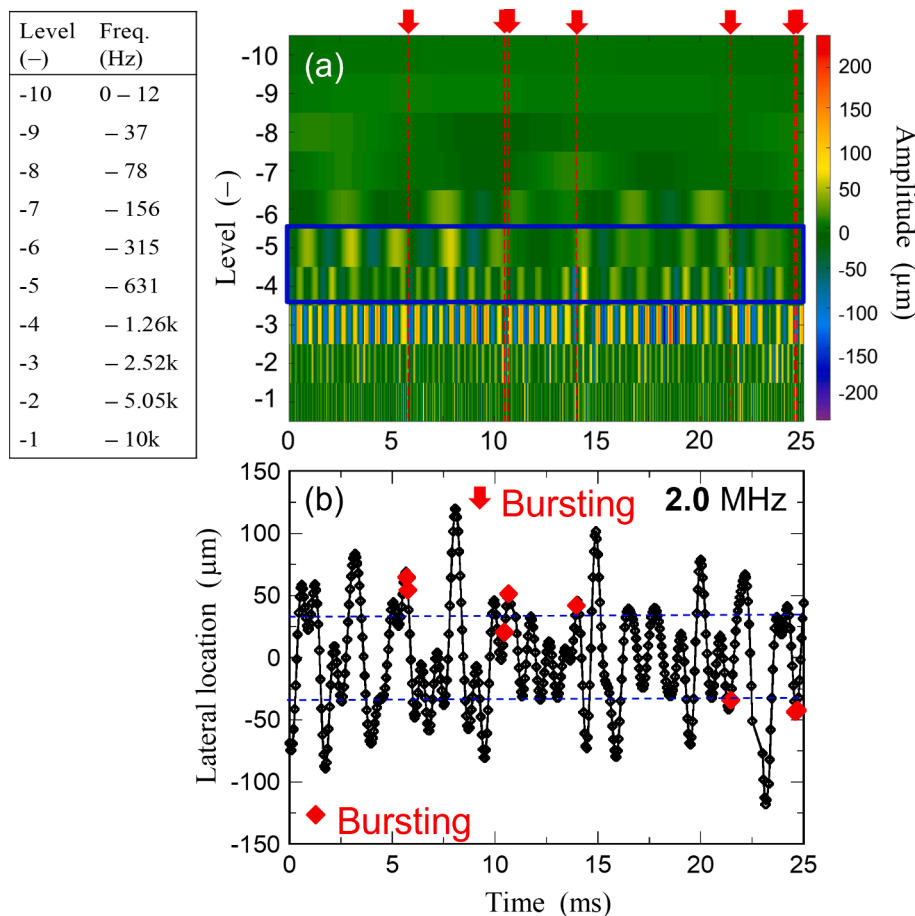 Level Freq.
(–) (Hz)
-10 0 – 12
-9 – 37
-8 – 78
-7 – 156
-6 – 315
-5 – 631
-4 – 1.26k
-3 – 2.52k
-2 – 5.05k
-1 – 10k
(a)
Level (–)
-10
-9
-8
-7
-6
-5
-4
-3
-2
-1
0 5 10 15 20 25
200
150
100
50
0
-50
-100
-150
-200
Amplitude (μm)
(b) Bursting 2.0 MHz
Lateral location (μm)
150
100
50
0
-50
-100
-150
Bursting
0 5 10 15 20 25
Time (ms)